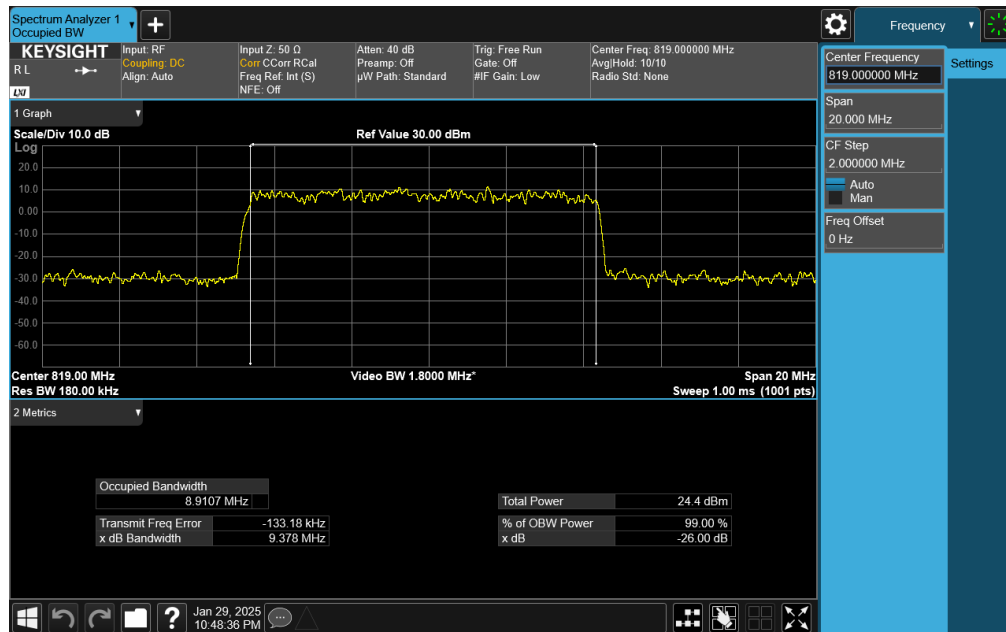 Spectrum Analyzer 1
Occupied BW
Frequency
KEYSIGHT
R L
LXI
Input: RF
Coupling: DC
Align: Auto
Input Z: 50 Ω
Corr CCorr RCal
Freq Ref: Int (S)
NFE: Off
Atten: 40 dB
Preamp: Off
µW Path: Standard
Trig: Free Run
Gate: Off
#IF Gain: Low
Center Freq: 819.000000 MHz
Avg|Hold: 10/10
Radio Std: None
Center Frequency
819.000000 MHz
Settings
Span
20.000 MHz
CF Step
2.000000 MHz
Auto
Man
Freq Offset
0 Hz
1 Graph
Scale/Div 10.0 dB
Ref Value 30.00 dBm
Log
20.0
10.0
0.00
-10.0
-20.0
-30.0
-40.0
-50.0
-60.0
Center 819.00 MHz
Video BW 1.8000 MHz*
Span 20 MHz
Res BW 180.00 kHz
Sweep 1.00 ms (1001 pts)
2 Metrics
Occupied Bandwidth
8.9107 MHz
Total Power 24.4 dBm
Transmit Freq Error -133.18 kHz
% of OBW Power 99.00 %
x dB Bandwidth 9.378 MHz
x dB -26.00 dB
?
Jan 29, 2025
10:48:36 PM